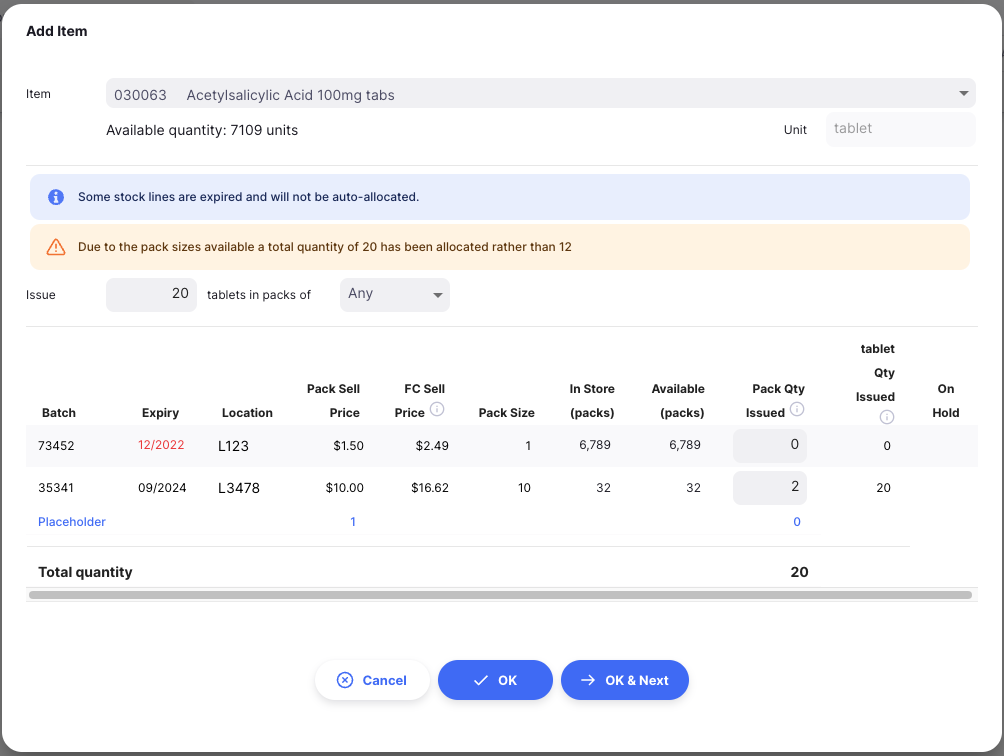 Add Item
Item 030063 Acetylsalicylic Acid 100mg tabs
Available quantity: 7109 units Unit tablet
Some stock lines are expired and will not be auto-allocated.
Due to the pack sizes available a total quantity of 20 has been allocated rather than 12
Issue 20 tablets in packs of Any
tablet
Qty
Pack Sell FC Sell In Store Available Pack Qty Issued On
Batch Expiry Location Price Price Pack Size (packs) (packs) Issued Hold
73452 12/2022 L123 $1.50 $2.49 1 6,789 6,789 0 0
35341 09/2024 L3478 $10.00 $16.62 10 32 32 2 20
Placeholder 1 0
Total quantity 20
Cancel OK OK & Next